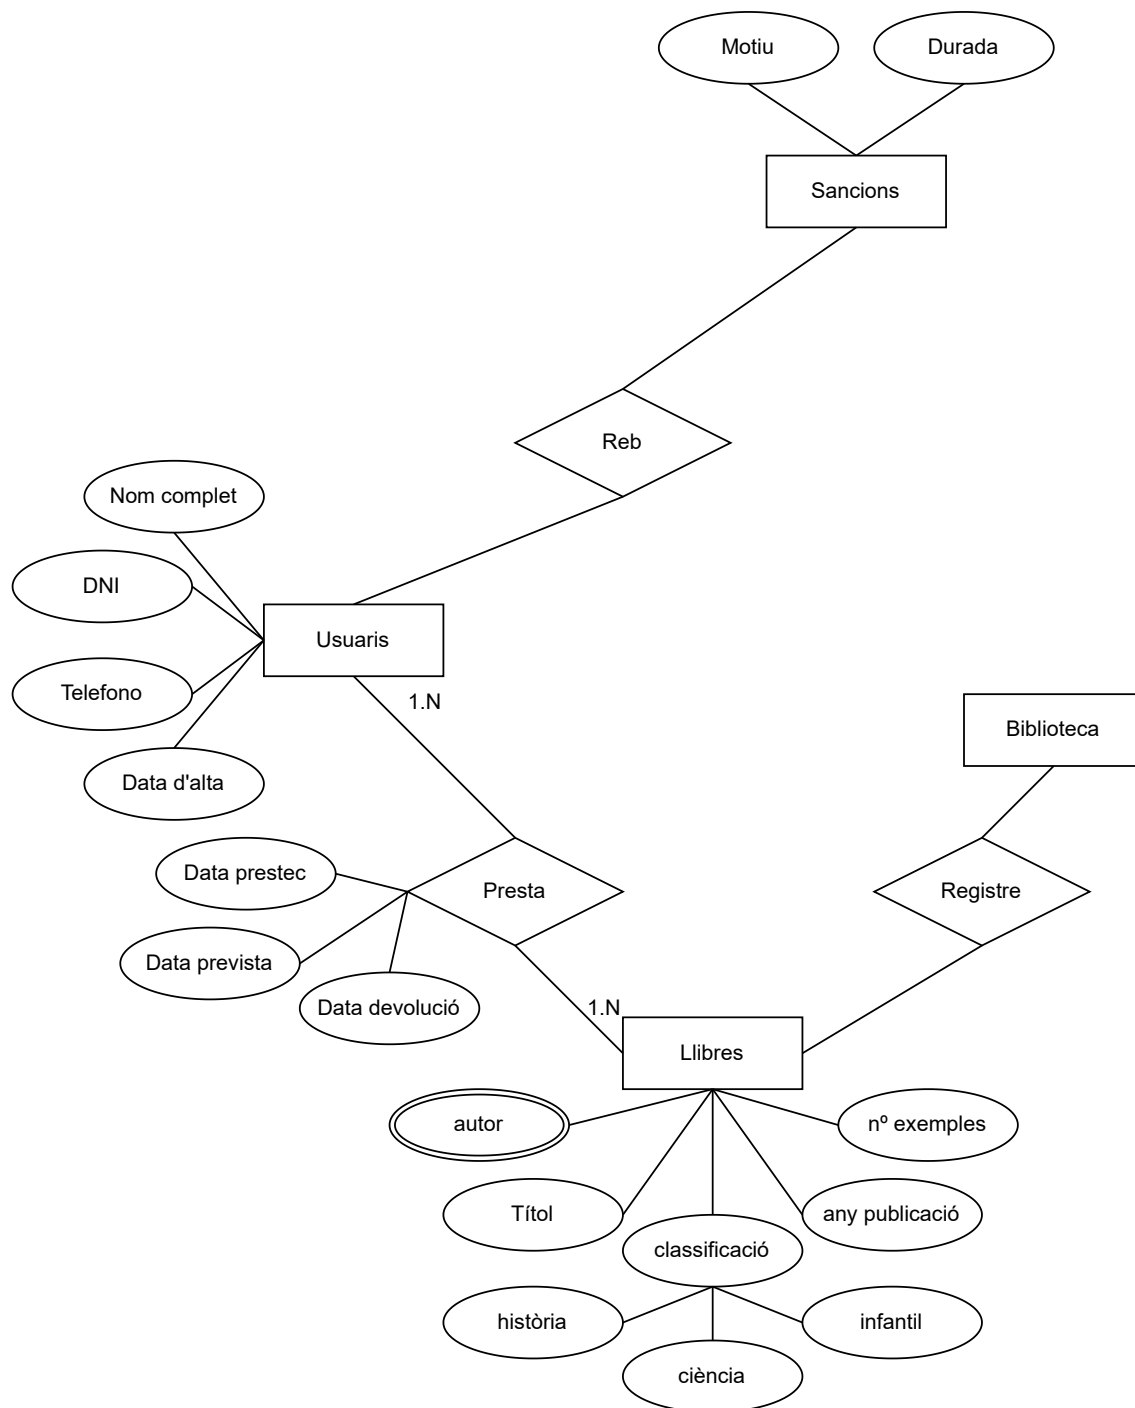 Motiu
Durada
Sancions
Reb
Nom complet
DNI
Usuaris
Telefono
1.N
Biblioteca
Data d'alta
Data prestec
Presta
Registre
Data prevista
Data devolució
1.N
Llibres
autor
nº exemples
Títol
any publicació
classificació
història
infantil
ciència